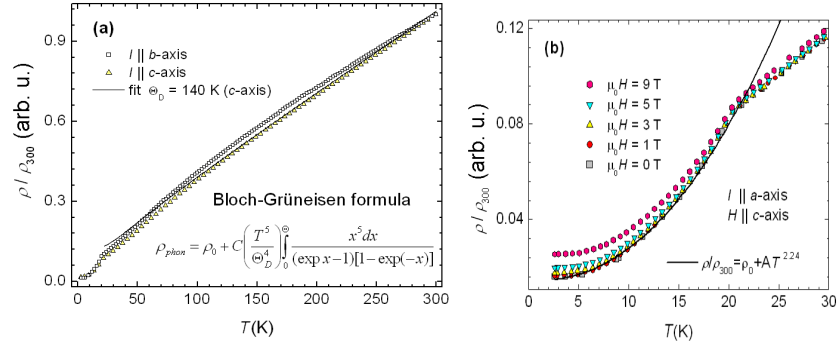 (a)
I || b-axis
I || c-axis
fit Θ_D = 140 K (c-axis)
Bloch-Grüneisen formula
ρ_phon = ρ_0 + C(T^5/Θ_D^4) ∫_0^Θ x^5dx/((exp x−1)[1−exp(−x)])
ρ / ρ_300 (arb. u.)
1.0
0.9
0.6
0.3
0.0
0 50 100 150 200 250 300
T(K)
(b)
μ_0H = 9 T
μ_0H = 5 T
μ_0H = 3 T
μ_0H = 1 T
μ_0H = 0 T
I || a-axis
H || c-axis
ρ/ρ_300=ρ_0+AT^2.24
ρ / ρ_300 (arb. u.)
0.12
0.08
0.04
0 5 10 15 20 25 30
T(K)